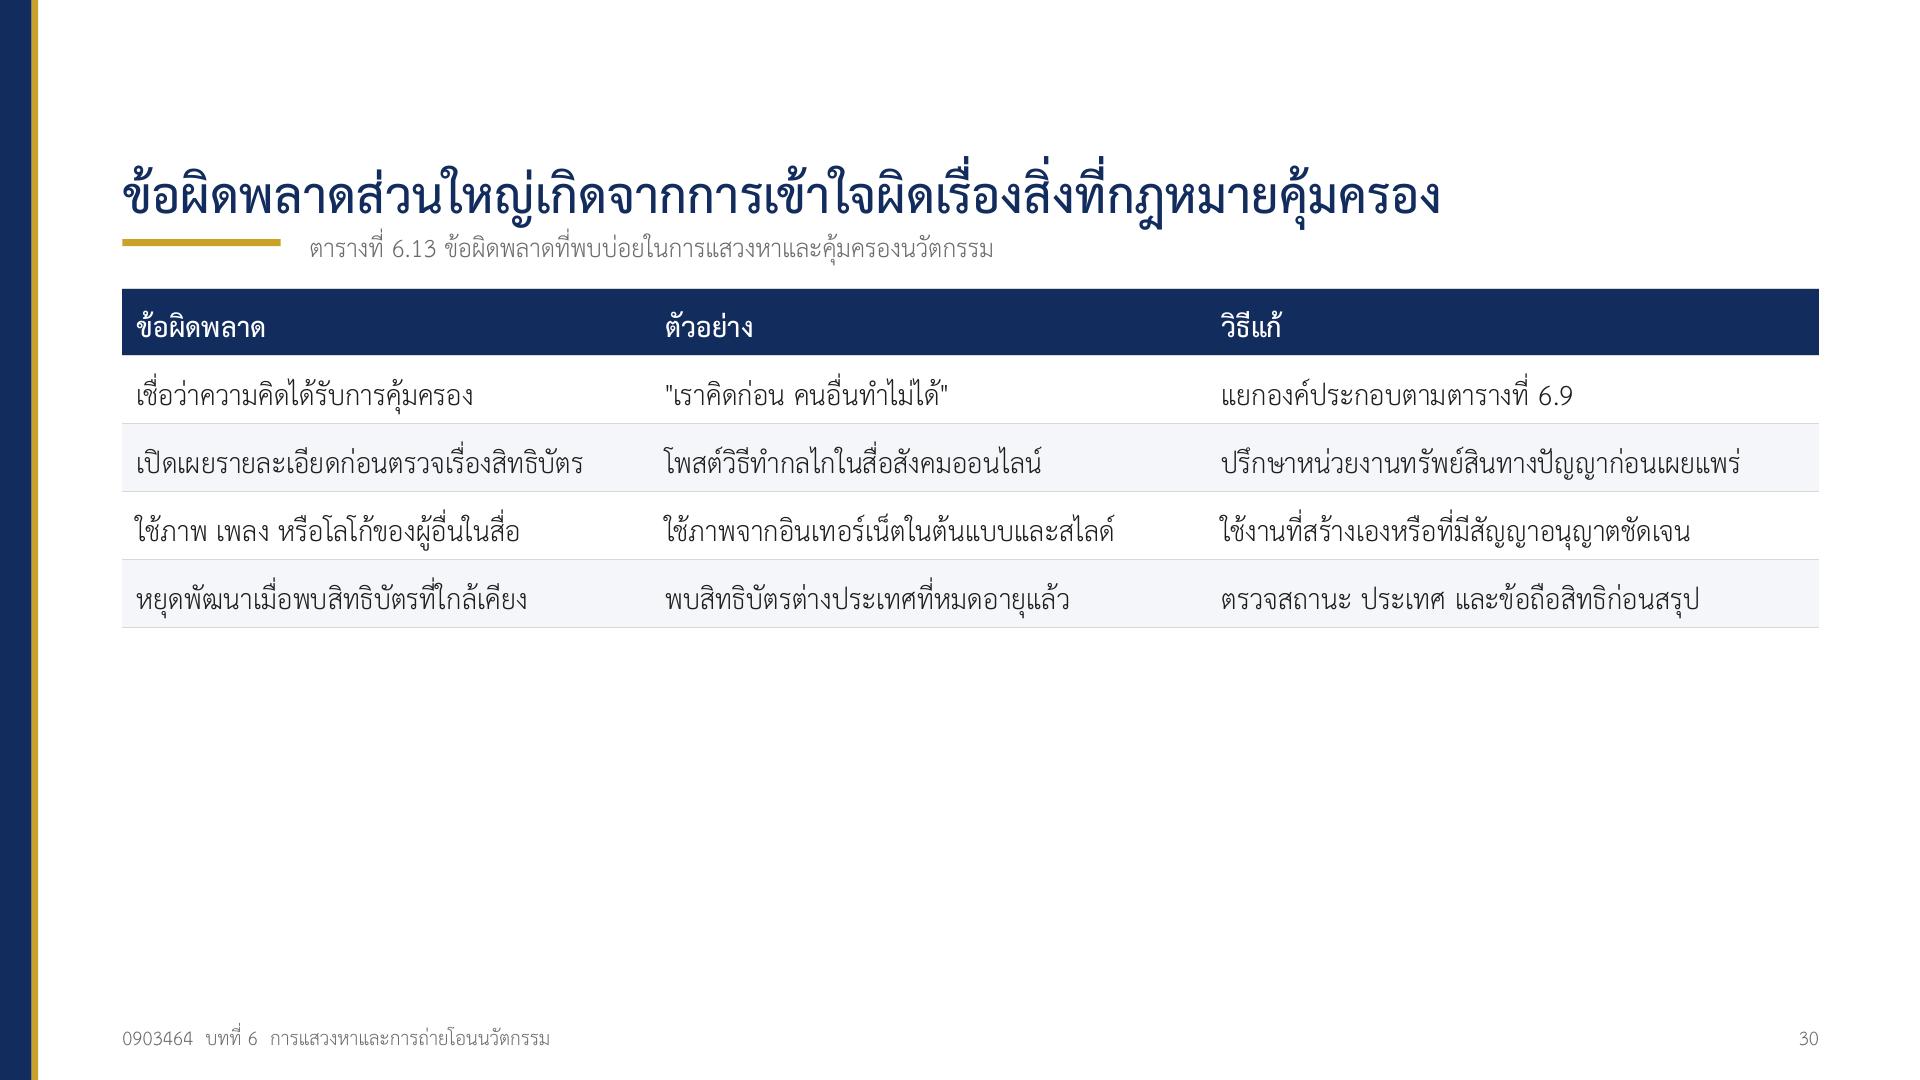 ข้อผิดพลาดส่วนใหญ่เกิดจากการเข้าใจผิดเรื่องสิ่งที่กฎหมายคุ้มครอง
ตารางที่ 6.13 ข้อผิดพลาดที่พบบ่อยในการแสวงหาและคุ้มครองนวัตกรรม
ข้อผิดพลาด ตัวอย่าง วิธีแก้
เชื่อว่าความคิดได้รับการคุ้มครอง "เราคิดก่อน คนอื่นทำไม่ได้" แยกองค์ประกอบตามตารางที่ 6.9
เปิดเผยรายละเอียดก่อนตรวจเรื่องสิทธิบัตร โพสต์วิธีทำกลไกในสื่อสังคมออนไลน์ ปรึกษาหน่วยงานทรัพย์สินทางปัญญาก่อนเผยแพร่
ใช้ภาพ เพลง หรือโลโก้ของผู้อื่นในสื่อ ใช้ภาพจากอินเทอร์เน็ตในต้นแบบและสไลด์ ใช้งานที่สร้างเองหรือที่มีสัญญาอนุญาตชัดเจน
หยุดพัฒนาเมื่อพบสิทธิบัตรที่ใกล้เคียง พบสิทธิบัตรต่างประเทศที่หมดอายุแล้ว ตรวจสถานะ ประเทศ และข้อถือสิทธิก่อนสรุป
0903464 บทที่ 6 การแสวงหาและการถ่ายโอนนวัตกรรม 30